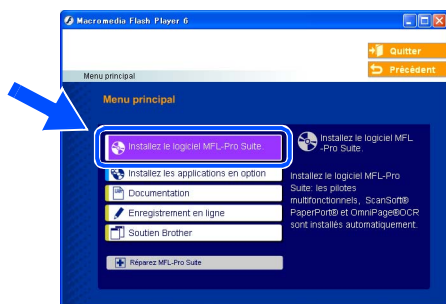 Macromedia Flash Player 6
Quitter
Précédent
Menu principal
Menu principal
Installez le logiciel MFL-Pro Suite.
Installez les applications en option
Documentation
Enregistrement en ligne
Soutien Brother
Réparez MFL-Pro Suite
Installez le logiciel MFL
-Pro Suite.
Installez le logiciel MFL-Pro
Suite: les pilotes
multifonctionnels, ScanSoft®
PaperPort® et OmniPage®OCR
sont installés automatiquement.